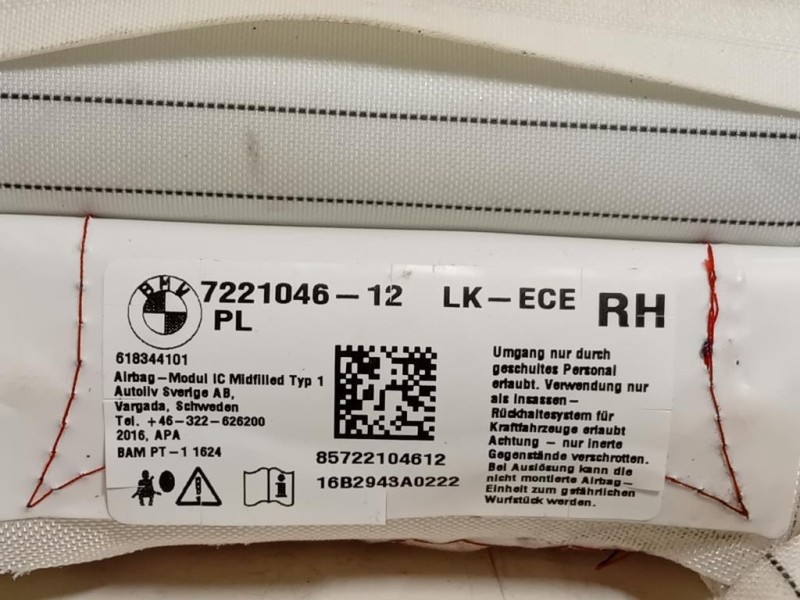 BMW
7221046-12 LK-ECE RH
PL
618344101
Airbag-Modul IC Midfilled Typ 1
Autoliv Sverige AB,
Vargada, Schweden
Tel. +46-322-626200
2016, APA
BAM PT-1 1624
85722104612
16B2943A0222
Umgang nur durch
geschultes Personal
erlaubt. Verwendung nur
als Insassen-
Rückhaltesystem für
Kraftfahrzeuge erlaubt
Achtung - nur inerte
Gegenstände verschrotten.
Bei Auslösung kann die
nicht montierte Airbag-
Einheit zum gefährlichen
Wurfstück werden.